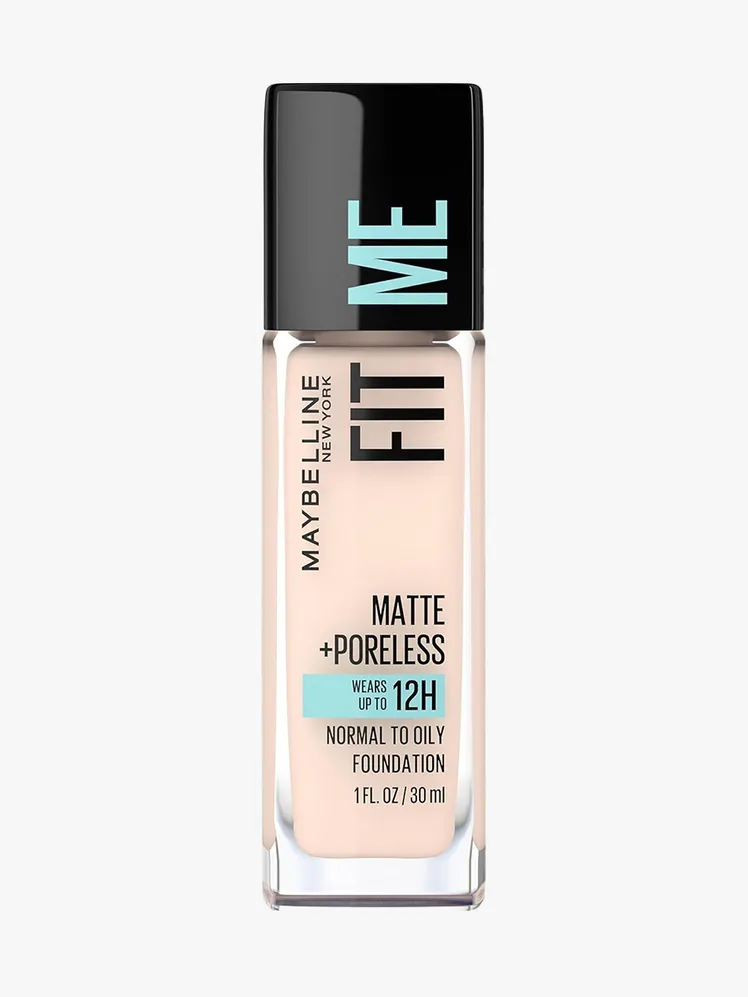 FIT ME
MAYBELLINE
NEW YORK
MATTE
+PORELESS
WEARS
UP TO 12H
NORMAL TO OILY
FOUNDATION
1 FL. OZ / 30 ml